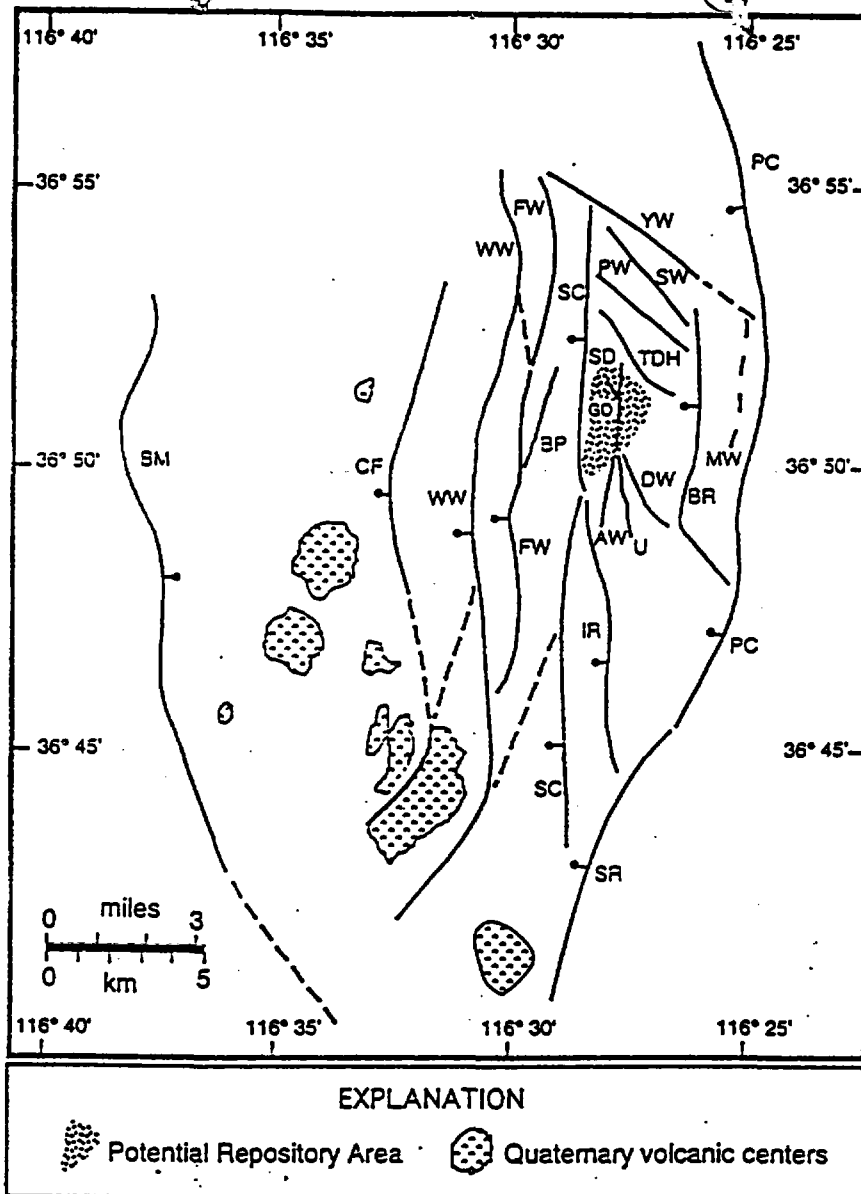 116° 40' 116° 35' 116° 30' 116° 25'
PC
36° 55' 36° 55'
FW
YW
WW
PW SW
SC
SD TDH
GD
36° 50' SM CF BP MW 36° 50'
DW
WW BR
FW AW U
IR PC
36° 45' 36° 45'
SC
SR
0 miles 3
0 km 5
116° 40' 116° 35' 116° 30' 116° 25'
EXPLANATION
Potential Repository Area Quaternary volcanic centers